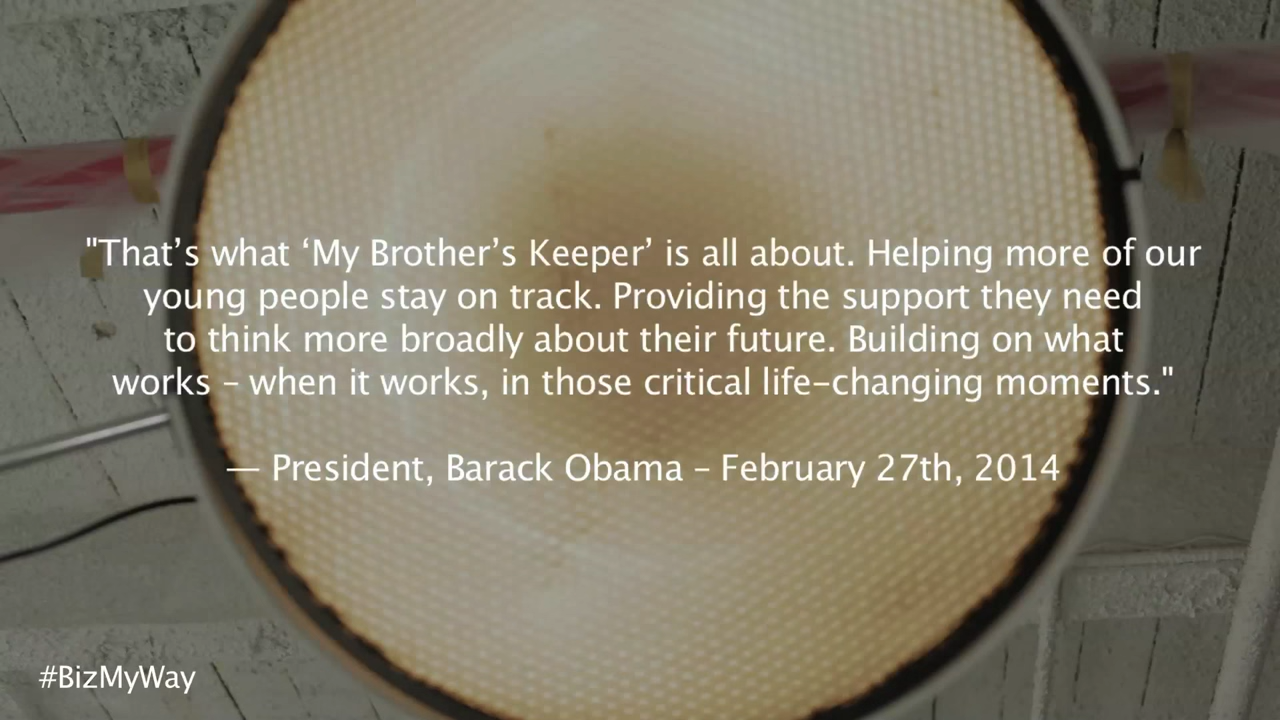 "That’s what ‘My Brother’s Keeper’ is all about. Helping more of our
young people stay on track. Providing the support they need
to think more broadly about their future. Building on what
works – when it works, in those critical life–changing moments."
— President, Barack Obama – February 27th, 2014
#BizMyWay